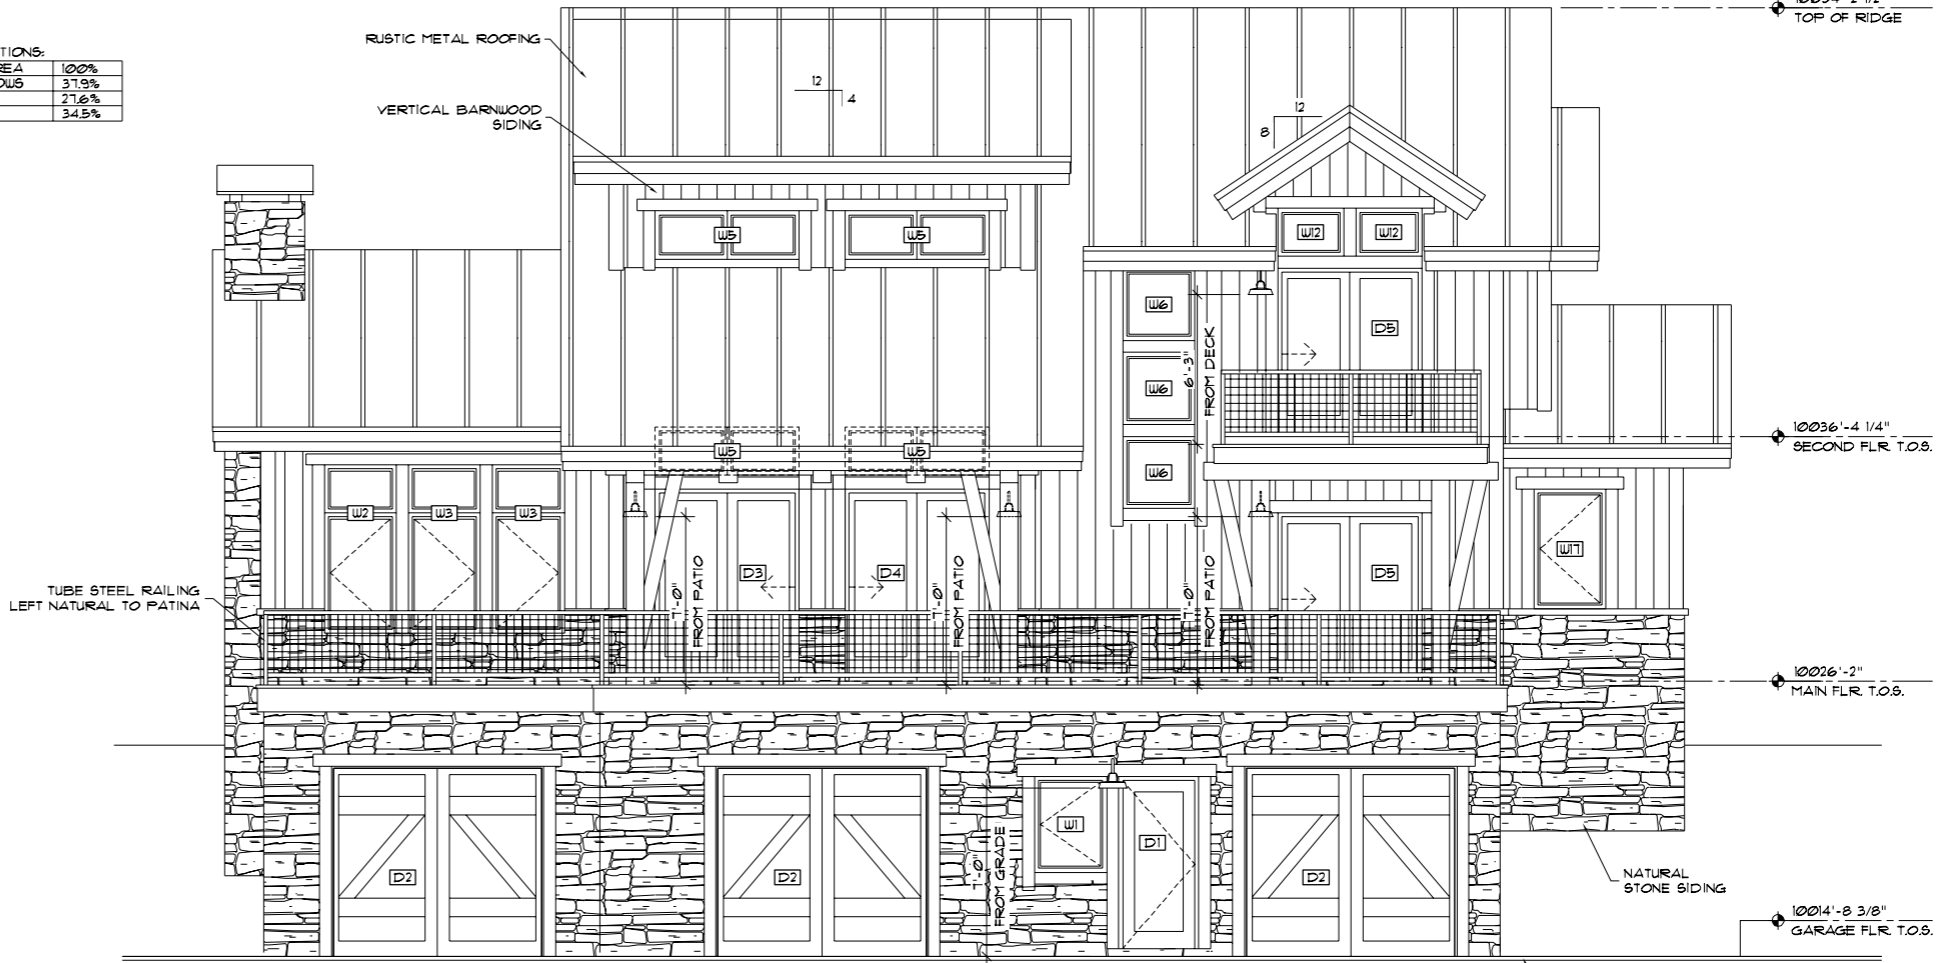 TOP OF RIDGE
RUSTIC METAL ROOFING
TIONS:
REA 100%
OWS 37.9%
27.6%
34.5%
12
4
VERTICAL BARNWOOD
SIDING
12
8
W5
W5
W12
W12
W6
D5
W6
6'-3"
FROM DECK
10036'-4 1/4"
SECOND FLR. T.O.S.
W5
W5
W6
W2
W3
W3
W17
D3
D4
D5
TUBE STEEL RAILING
LEFT NATURAL TO PATINA
7'-0"
FROM PATIO
7'-0"
FROM PATIO
7'-0"
FROM PATIO
10026'-2"
MAIN FLR. T.O.S.
W1
D1
7'-0"
FROM GRADE
D2
D2
D2
NATURAL
STONE SIDING
10014'-8 3/8"
GARAGE FLR. T.O.S.